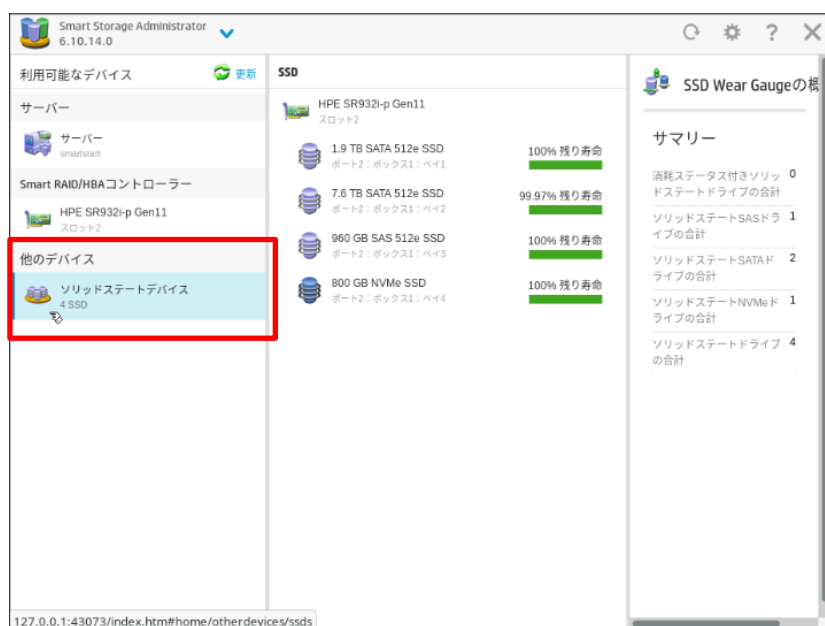 Smart Storage Administrator
6.10.14.0
利用可能なデバイス
更新
サーバー
サーバー
smartstart
Smart RAID/HBAコントローラー
HPE SR932i-p Gen11
スロット2
他のデバイス
ソリッドステートデバイス
4 SSD
SSD
HPE SR932i-p Gen11
スロット2
1.9 TB SATA 512e SSD
ポート2：ボックス1：ベイ1
100% 残り寿命
7.6 TB SATA 512e SSD
ポート2：ボックス1：ベイ2
99.97% 残り寿命
960 GB SAS 512e SSD
ポート2：ボックス1：ベイ3
100% 残り寿命
800 GB NVMe SSD
ポート2：ボックス1：ベイ4
100% 残り寿命
SSD Wear Gaugeの概
サマリー
消耗ステータス付きソリッ 0
ドステートドライブの合計
ソリッドステートSASドラ 1
イブの合計
ソリッドステートSATAド 2
ライブの合計
ソリッドステートNVMeド 1
ライブの合計
ソリッドステートドライブ 4
の合計
127.0.0.1:43073/index.htm#home/otherdevices/ssds